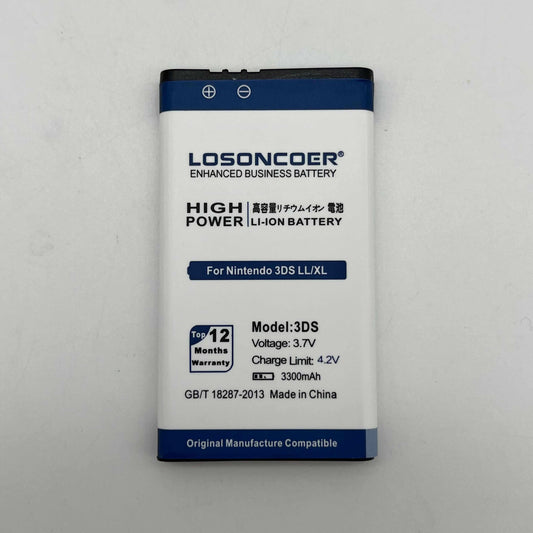 ⊕ ⊖
LOSONCOER®
ENHANCED BUSINESS BATTERY
HIGH POWER
高容量リチウムイオン 電池
LI-ION BATTERY
For Nintendo 3DS LL/XL
Top 12
Months
Warranty
Model:3DS
Voltage: 3.7V
Charge Limit: 4.2V
3300mAh
GB/T 18287-2013 Made in China
Original Manufacture Compatible